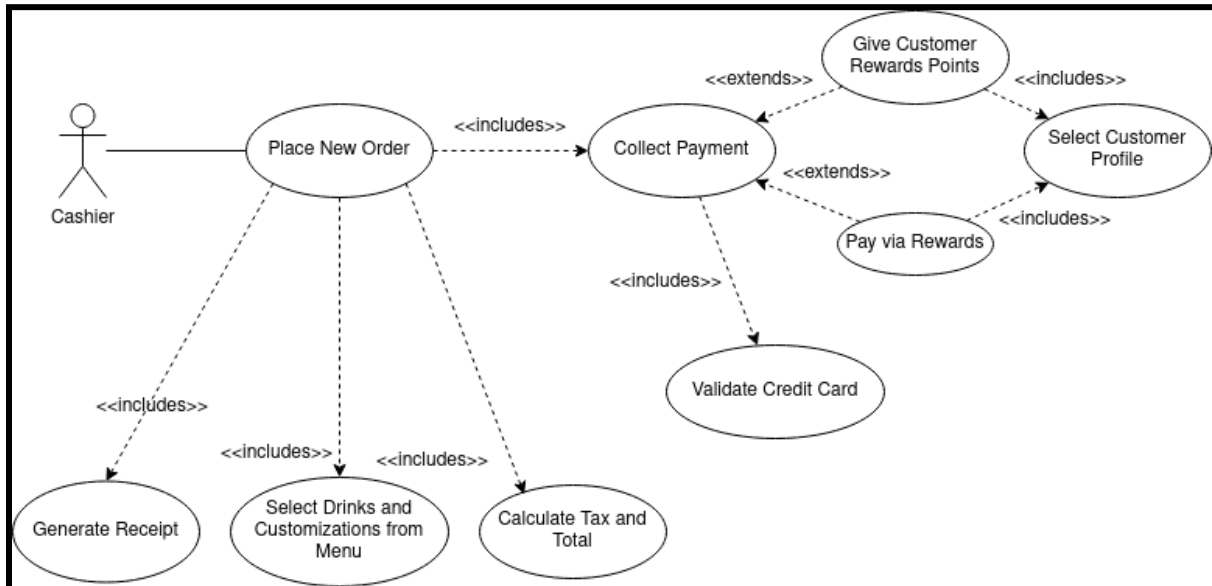 Give Customer
Rewards Points
<<extends>>
<<includes>>
<<includes>>
Place New Order
Collect Payment
Select Customer
Profile
<<extends>>
Cashier
<<includes>>
Pay via Rewards
<<includes>>
Validate Credit Card
<<includes>>
<<includes>>
<<includes>>
Generate Receipt
Select Drinks and
Customizations from
Menu
Calculate Tax and
Total